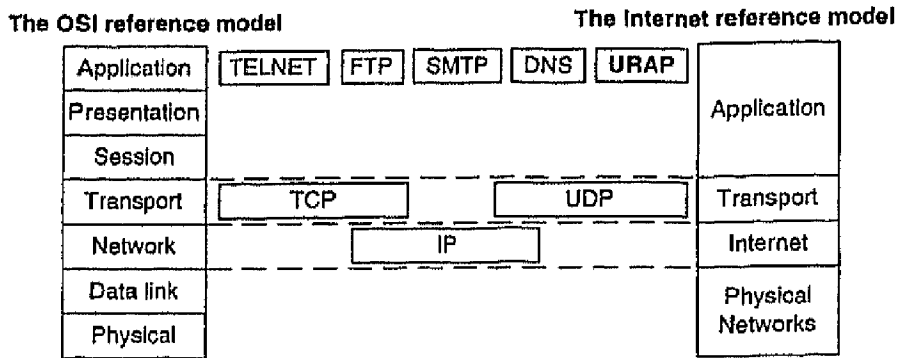 The OSI reference model
The Internet reference model
Application
TELNET
FTP
SMTP
DNS
URAP
Presentation
Application
Session
Transport
TCP
UDP
Transport
Network
IP
Internet
Data link
Physical
Networks
Physical